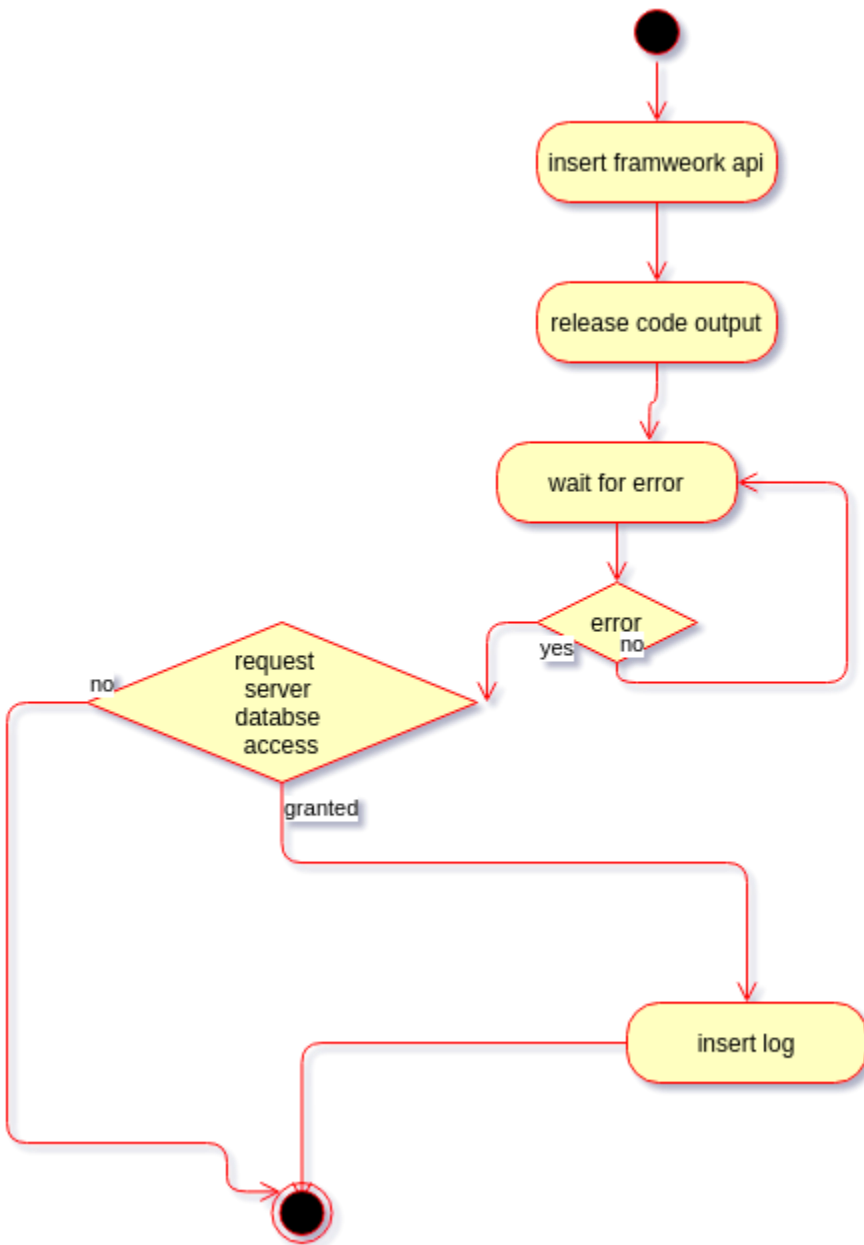 insert framweork api
release code output
wait for error
error
yes
no
request
server
databse
access
no
granted
insert log